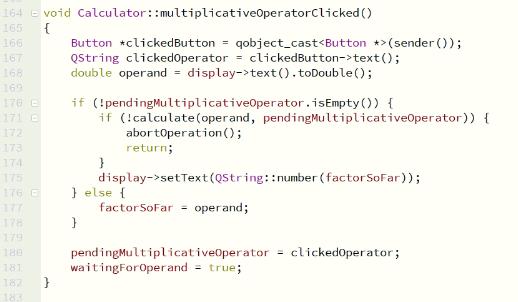 164 void Calculator::multiplicativeOperatorClicked()
165 {
166     Button *clickedButton = qobject_cast<Button *>(sender());
167     QString clickedOperator = clickedButton->text();
168     double operand = display->text().toDouble();
169
170     if (!pendingMultiplicativeOperator.isEmpty()) {
171         if (!calculate(operand, pendingMultiplicativeOperator)) {
172             abortOperation();
173             return;
174         }
175         display->setText(QString::number(factorSoFar));
176     } else {
177         factorSoFar = operand;
178     }
179
180     pendingMultiplicativeOperator = clickedOperator;
181     waitingForOperand = true;
182 }
183